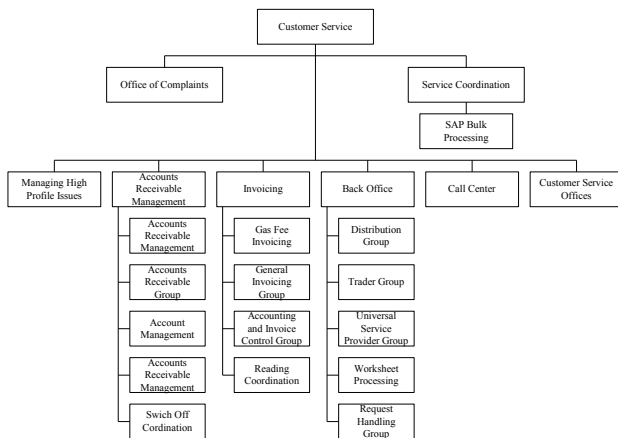 Customer Service
Office of Complaints
Service Coordination
SAP Bulk
Processing
Managing High
Profile Issues
Accounts
Receivable
Management
Invoicing
Back Office
Call Center
Customer Service
Offices
Accounts
Receivable
Management
Accounts
Receivable
Group
Account
Management
Accounts
Receivable
Management
Swich Off
Cordination
Gas Fee
Invoicing
General
Invoicing
Group
Accounting
and Invoice
Control Group
Reading
Coordination
Distribution
Group
Trader Group
Universal
Service
Provider Group
Worksheet
Processing
Request
Handling
Group